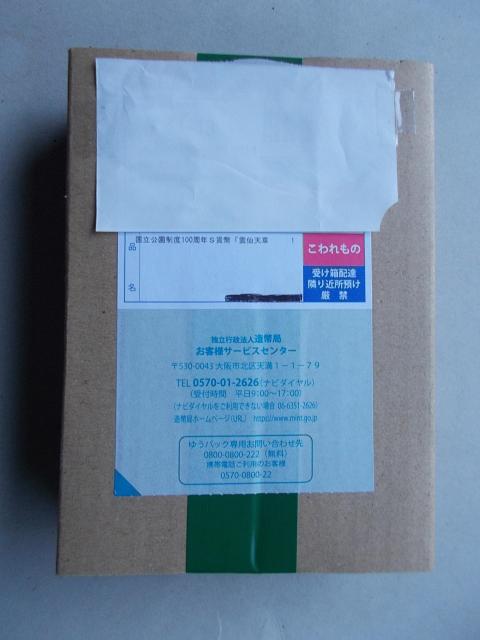 国立公園制度100周年S貨幣「雲仙天草 !
品
名
こわれもの
受け箱配達
隣り近所預け
厳 禁
独立行政法人 造幣局
お客様サービスセンター
〒530-0043 大阪市北区天満1-1-79
TEL 0570-01-2626(ナビダイヤル)
(受付時間 平日9:00~17:00)
(ナビダイヤルをご利用できない場合 06-6351-2626)
造幣局ホームページ(URL) https://www.mint.go.jp
ゆうパック専用お問い合わせ先
0800-0800-222(無料)
携帯電話ご利用のお客様
0570-0800-22